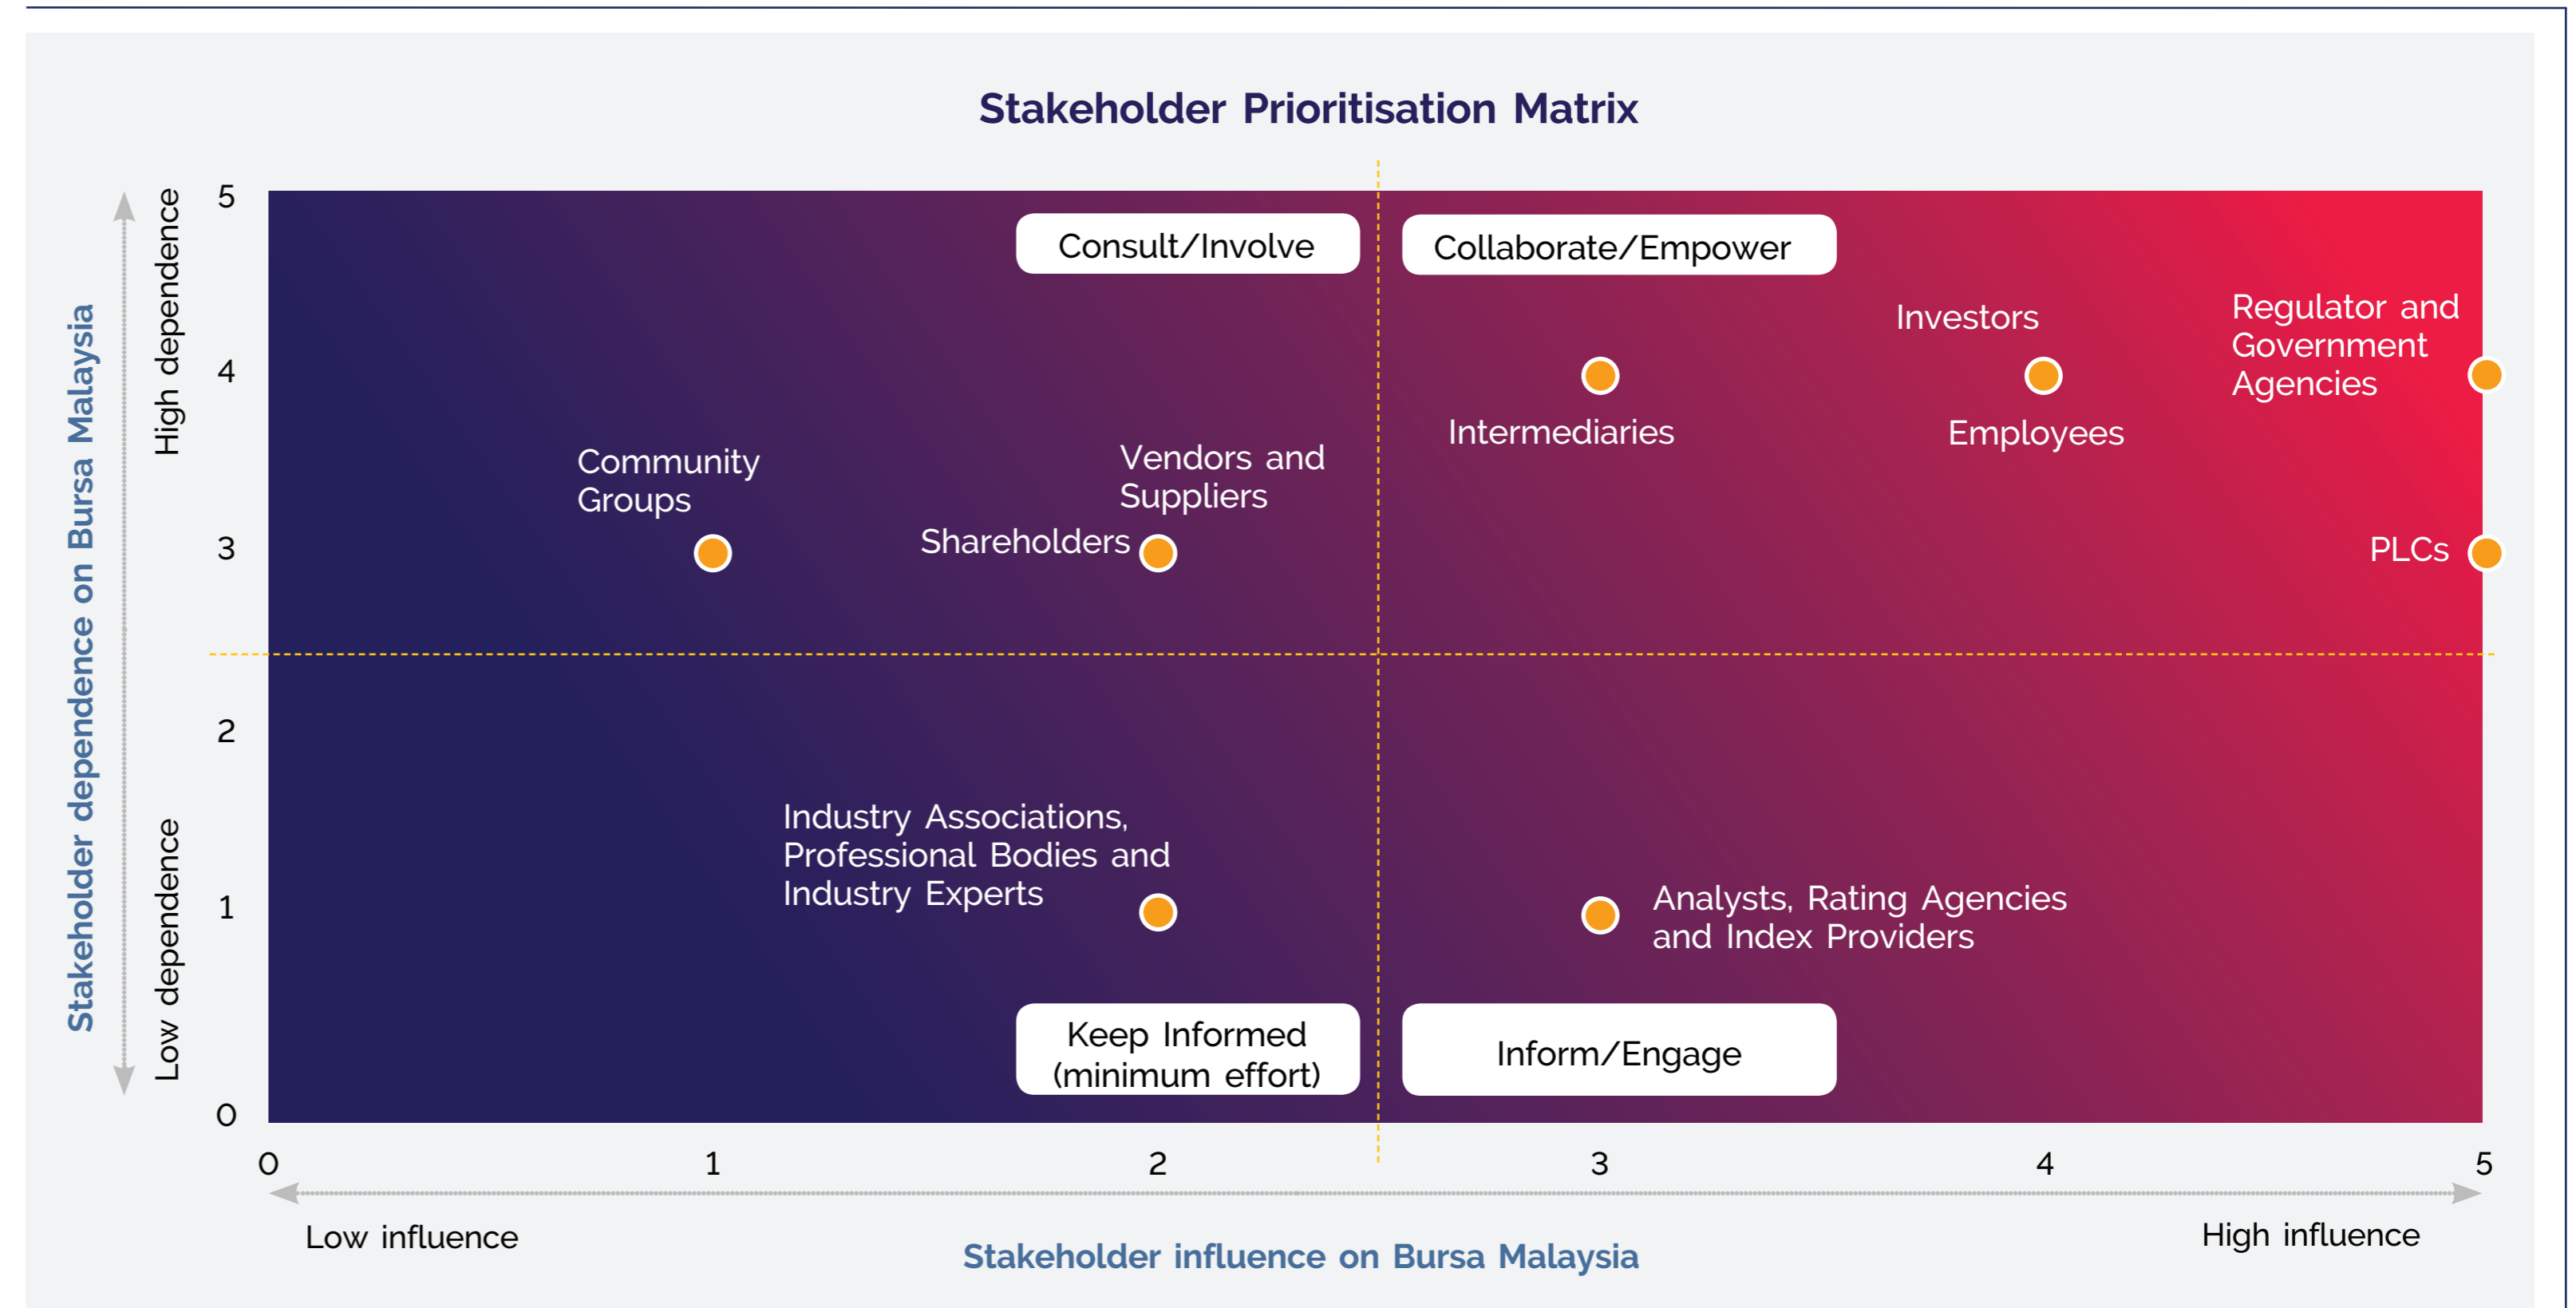 Stakeholder Prioritisation Matrix
Stakeholder dependence on Bursa Malaysia
High dependence
Low dependence
5
4
3
2
1
0
Consult/Involve
Collaborate/Empower
Investors
Regulator and
Government
Agencies
Intermediaries
Employees
Community
Groups
Vendors and
Suppliers
Shareholders
PLCs
Industry Associations,
Professional Bodies and
Industry Experts
Analysts, Rating Agencies
and Index Providers
Keep Informed
(minimum effort)
Inform/Engage
0 1 2 3 4 5
Low influence
Stakeholder influence on Bursa Malaysia
High influence